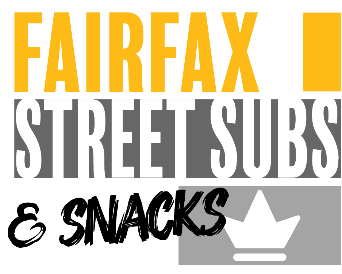 FAIRFAX
STREET SUBS
& SNACKS